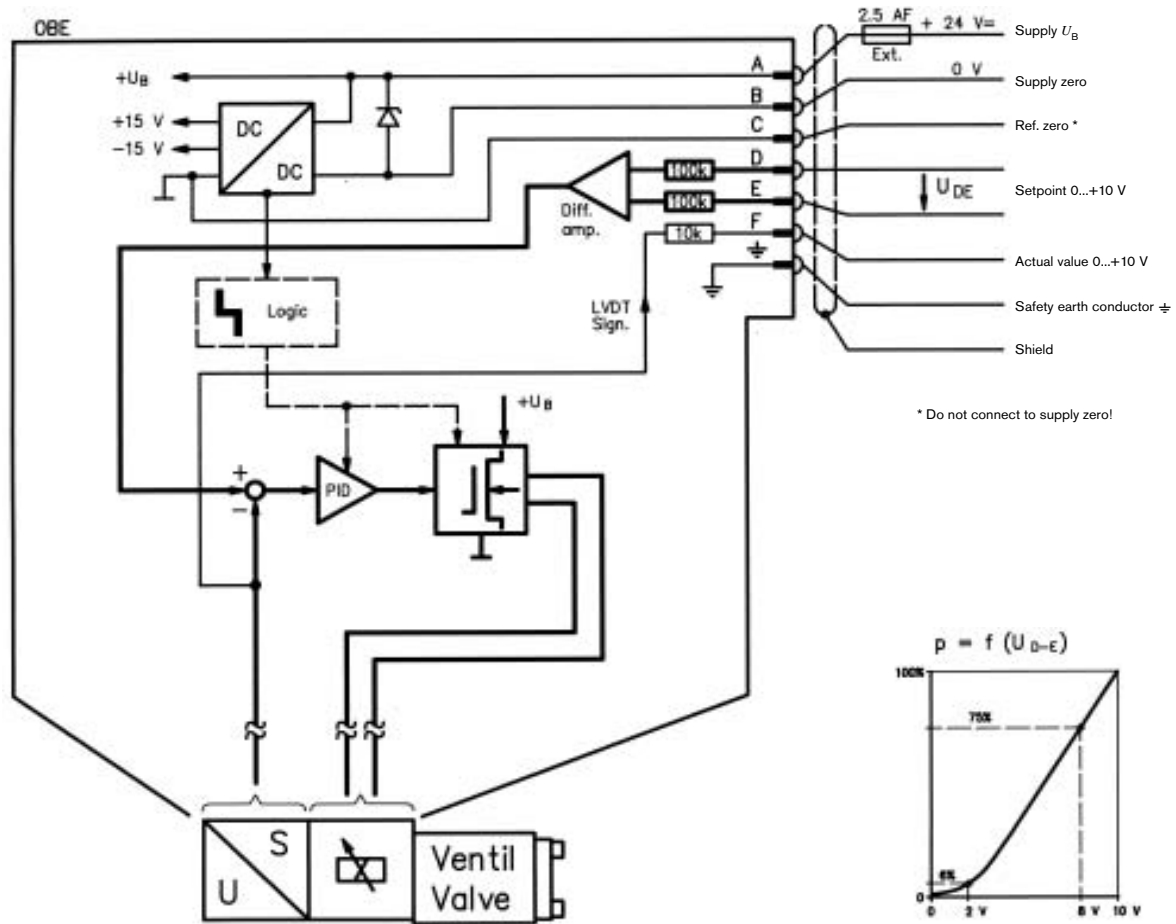 OBE
2.5 AF
+ 24 V=
Supply U_B
Ext.
A
+U_B
0 V
Supply zero
B
+15 V
DC
C
Ref. zero *
-15 V
DC
D
100k
E
100k
U_DE
Setpoint 0...+10 V
Diff.
amp.
F
10k
Actual value 0...+10 V
Logic
LVDT
Sign.
Safety earth conductor ⏚
Shield
+U_B
* Do not connect to supply zero!
+
PID
-
p = f (U_D-E)
100%
75%
6%
0
0 2 V 8 V 10 V
S
U
Ventil
Valve